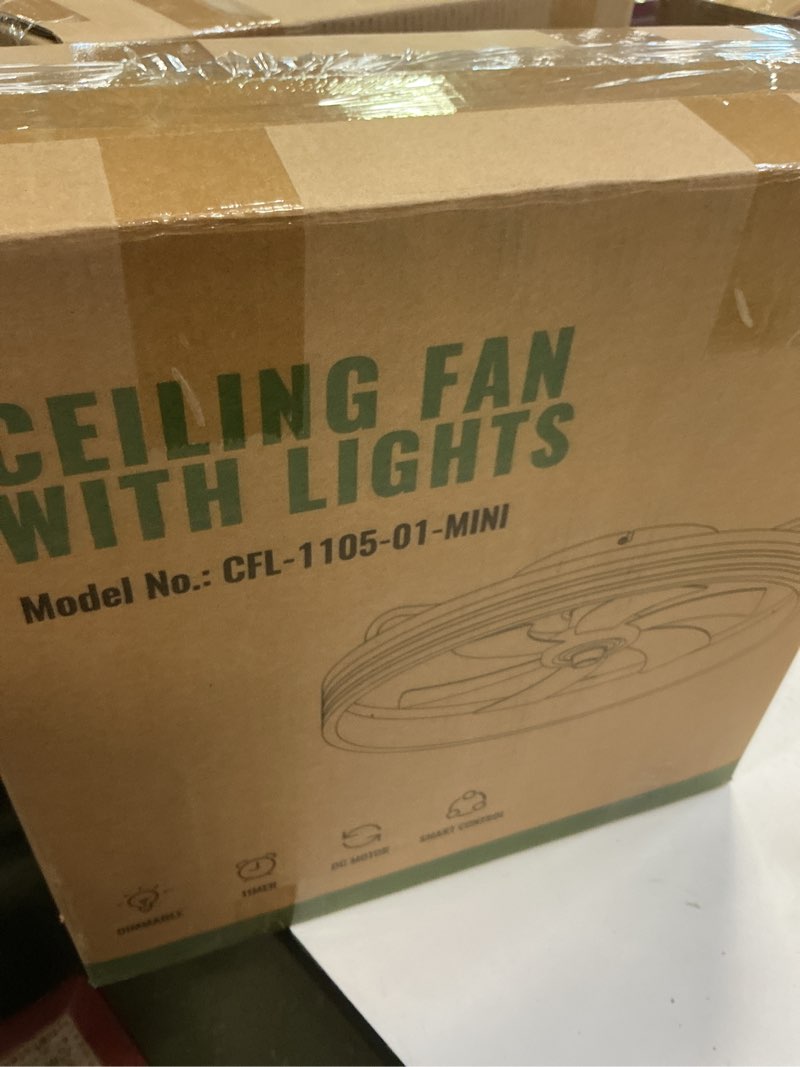 CEILING FAN
WITH LIGHTS
Model No.: CFL-1105-01-MINI
DIMMABLE
TIMER
DC MOTOR
SMART CONTROL